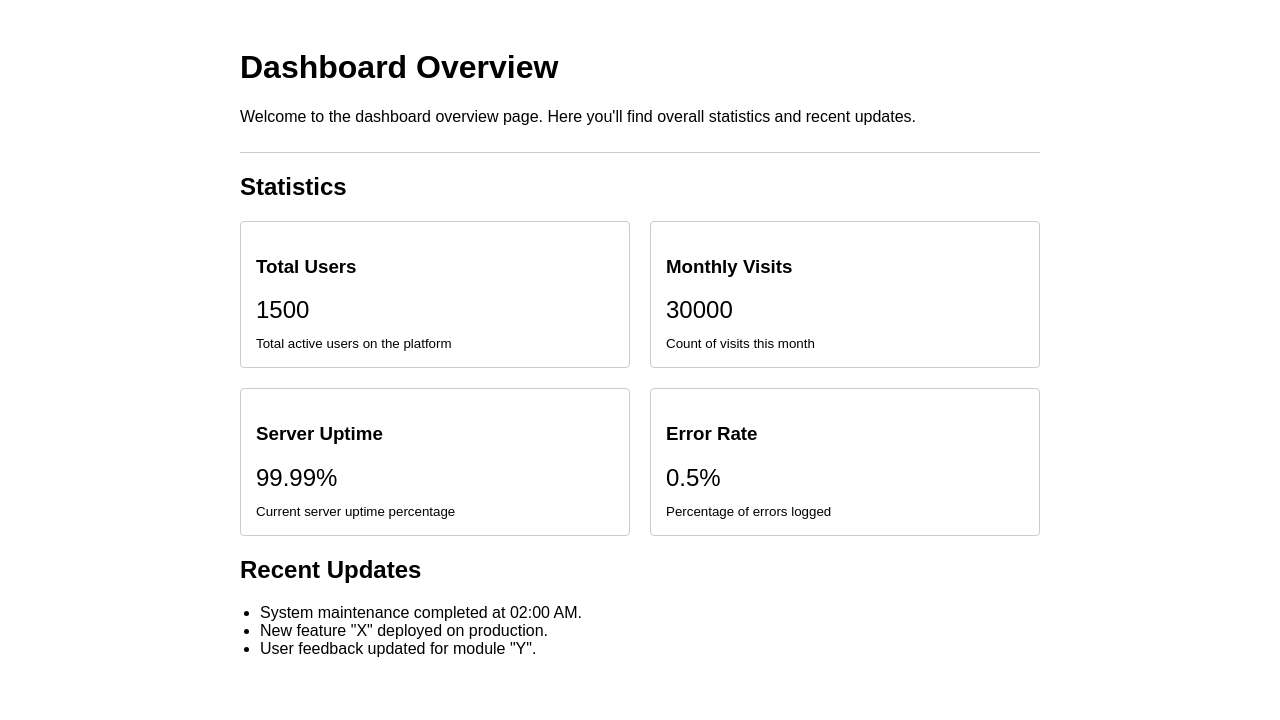 Dashboard Overview
Welcome to the dashboard overview page. Here you'll find overall statistics and recent updates.
Statistics
Total Users
1500
Total active users on the platform
Monthly Visits
30000
Count of visits this month
Server Uptime
99.99%
Current server uptime percentage
Error Rate
0.5%
Percentage of errors logged
Recent Updates
System maintenance completed at 02:00 AM.
New feature "X" deployed on production.
User feedback updated for module "Y".